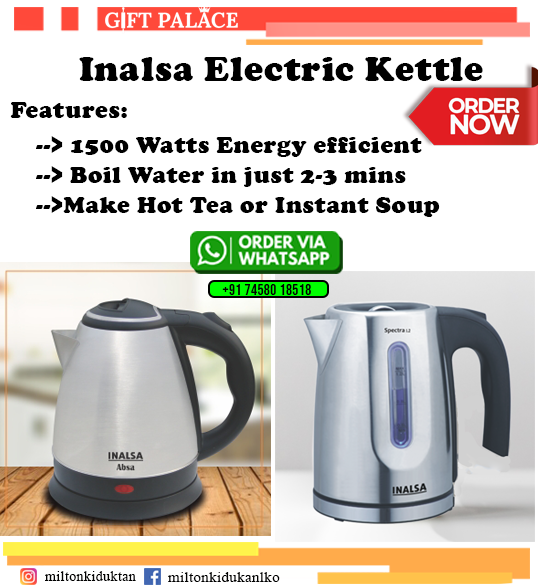 GIFT PALACE
Inalsa Electric Kettle
Features:
ORDER
NOW
--> 1500 Watts Energy efficient
--> Boil Water in just 2-3 mins
-->Make Hot Tea or Instant Soup
ORDER VIA
WHATSAPP
+91 74580 18518
INALSA
Absa
Spectra L2
INALSA
miltonkiduktan
miltonkidukanlko